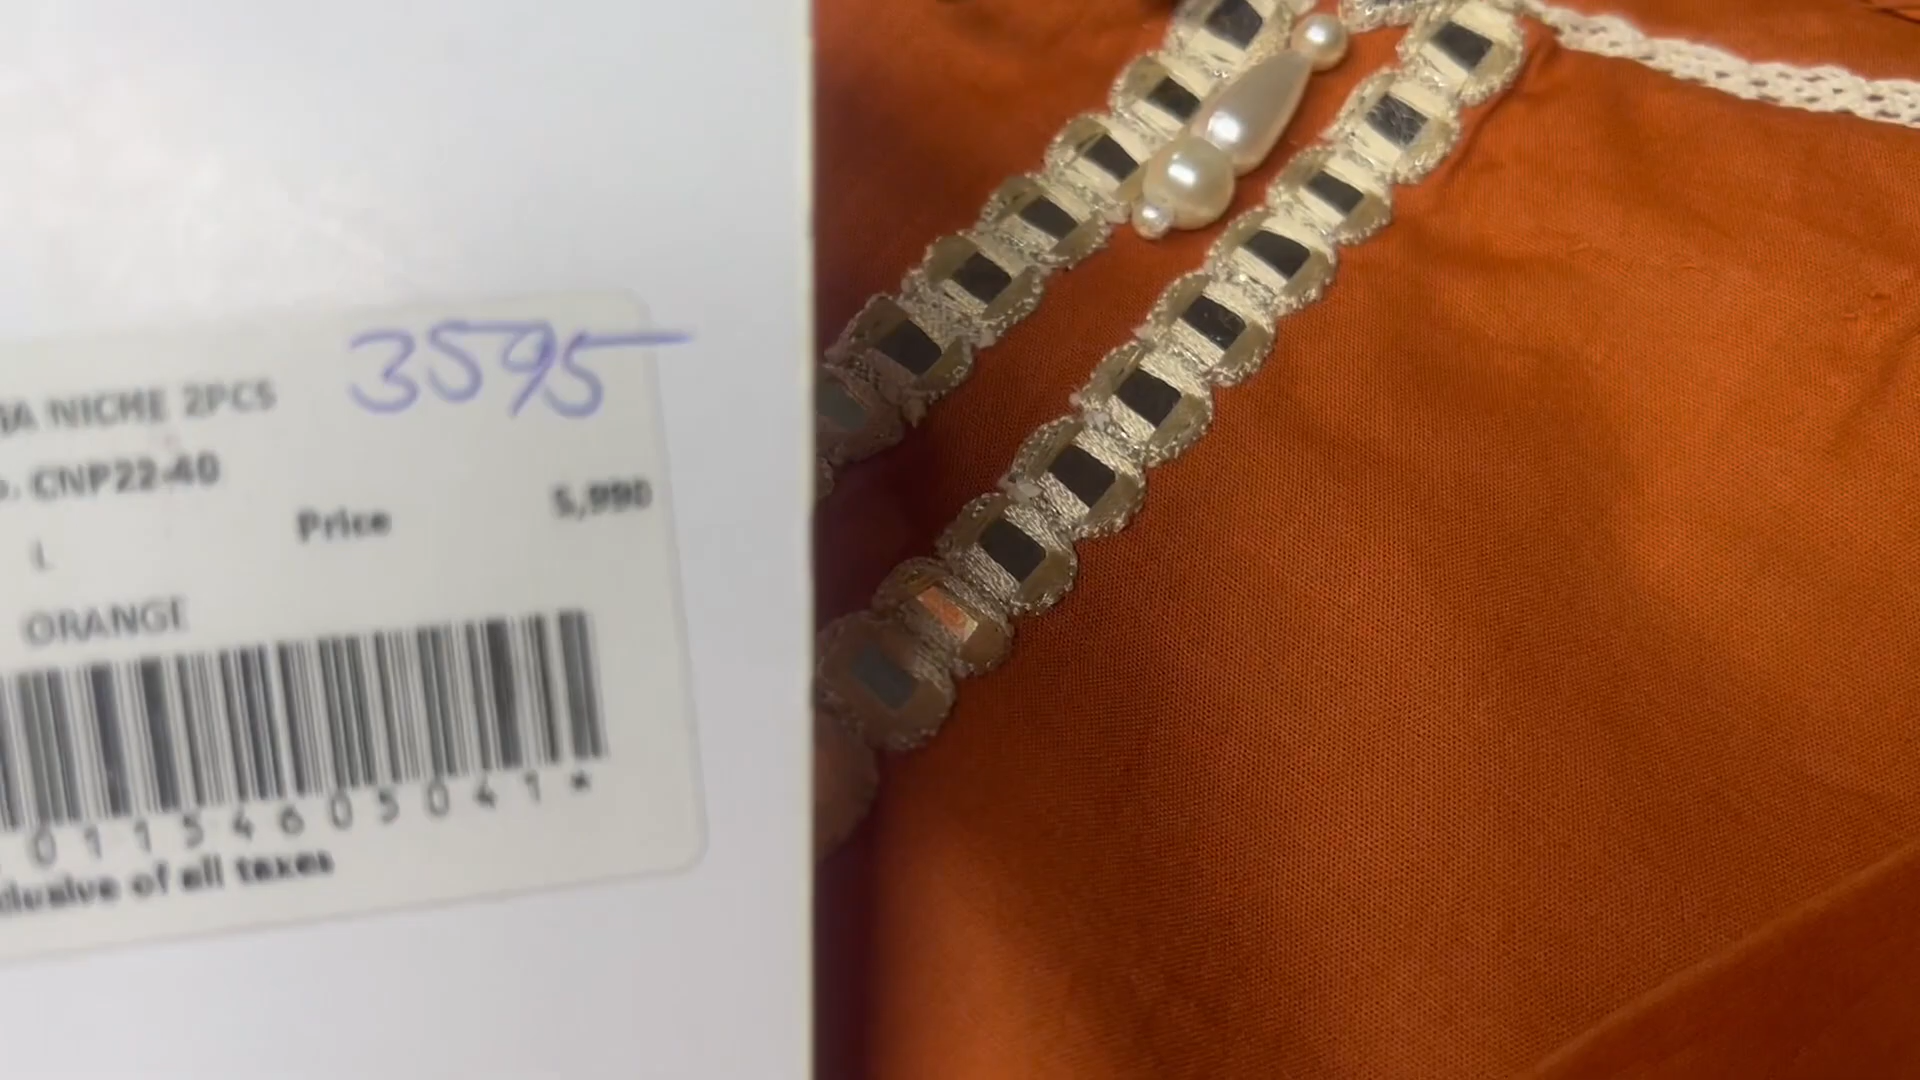 3595
NICHE 2PCS
CNP22-40
L
Price 5,990
ORANGE
01154605041*
of all taxes